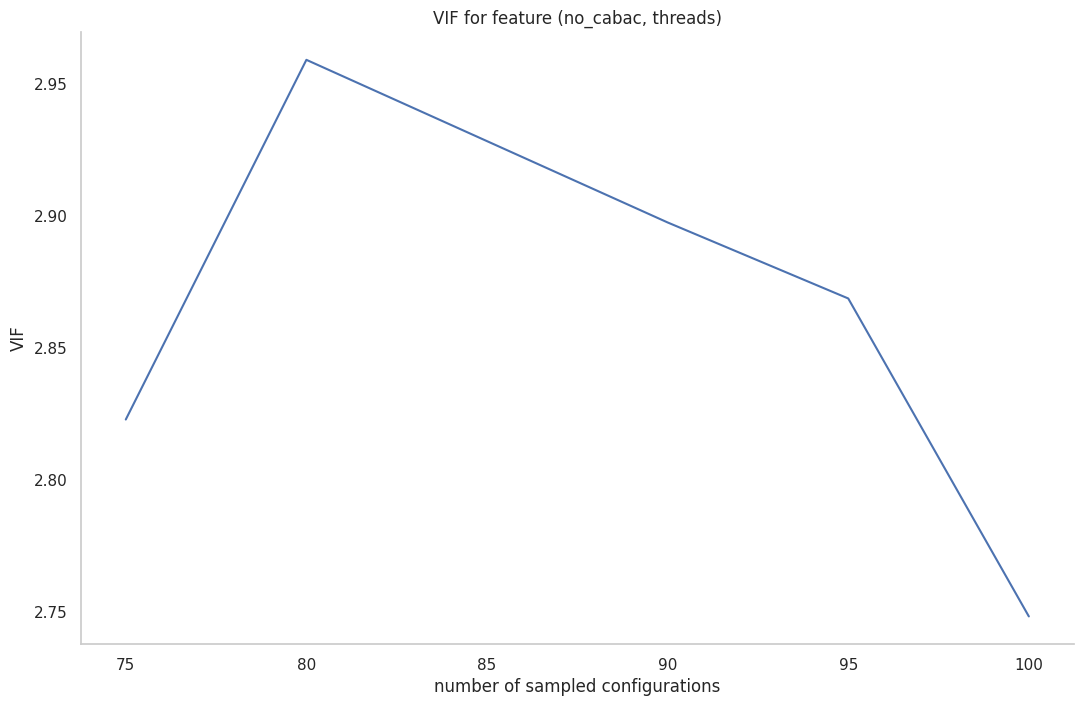 VIF for feature (no_cabac, threads)
VIF
2.95
2.90
2.85
2.80
2.75
75 80 85 90 95 100
number of sampled configurations